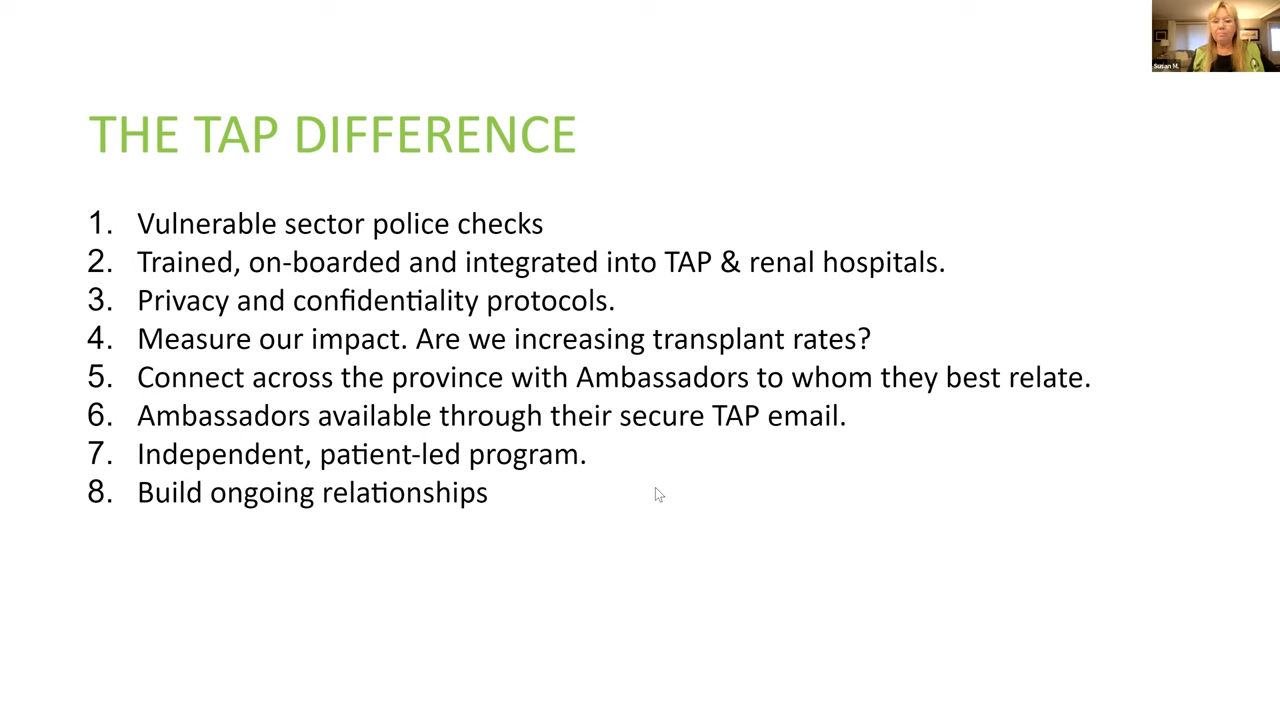 Susan M.
THE TAP DIFFERENCE
1. Vulnerable sector police checks
2. Trained, on-boarded and integrated into TAP & renal hospitals.
3. Privacy and confidentiality protocols.
4. Measure our impact. Are we increasing transplant rates?
5. Connect across the province with Ambassadors to whom they best relate.
6. Ambassadors available through their secure TAP email.
7. Independent, patient-led program.
8. Build ongoing relationships